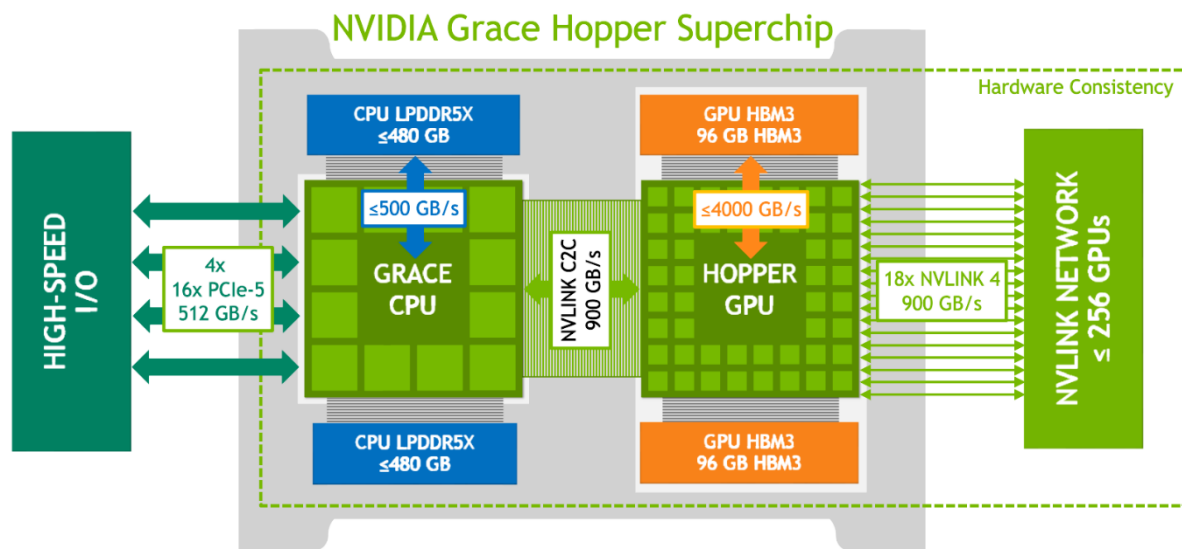 NVIDIA Grace Hopper Superchip
Hardware Consistency
CPU LPDDR5X
≤480 GB
GPU HBM3
96 GB HBM3
HIGH-SPEED
I/O
4x
16x PCIe-5
512 GB/s
≤500 GB/s
GRACE
CPU
NVLINK C2C
900 GB/s
≤4000 GB/s
HOPPER
GPU
18x NVLINK 4
900 GB/s
NVLINK NETWORK
≤ 256 GPUs
CPU LPDDR5X
≤480 GB
GPU HBM3
96 GB HBM3